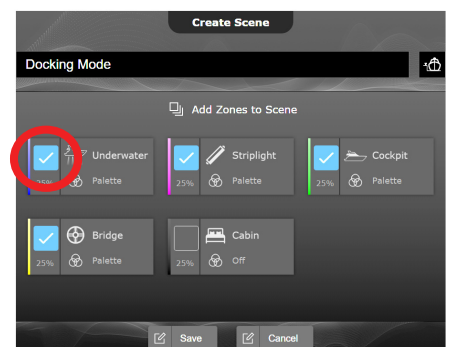 Create Scene
Docking Mode
Add Zones to Scene
Underwater
25% Palette
Striplight
25% Palette
Cockpit
25% Palette
Bridge
25% Palette
Cabin
25% Off
Save Cancel